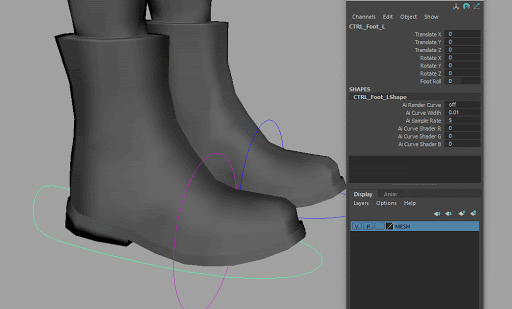 Channels Edit Object Show
CTRL_Foot_L
Translate X 0
Translate Y 0
Translate Z 0
Rotate X 0
Rotate Y 0
Rotate Z 0
Foot Roll 0
SHAPES
CTRL_Foot_LShape
Ai Render Curve off
Ai Curve Width 0.01
Ai Sample Rate 5
Ai Curve Shader R 0
Ai Curve Shader G 0
Ai Curve Shader B 0
Display Anim
Layers Options Help
V P MESH